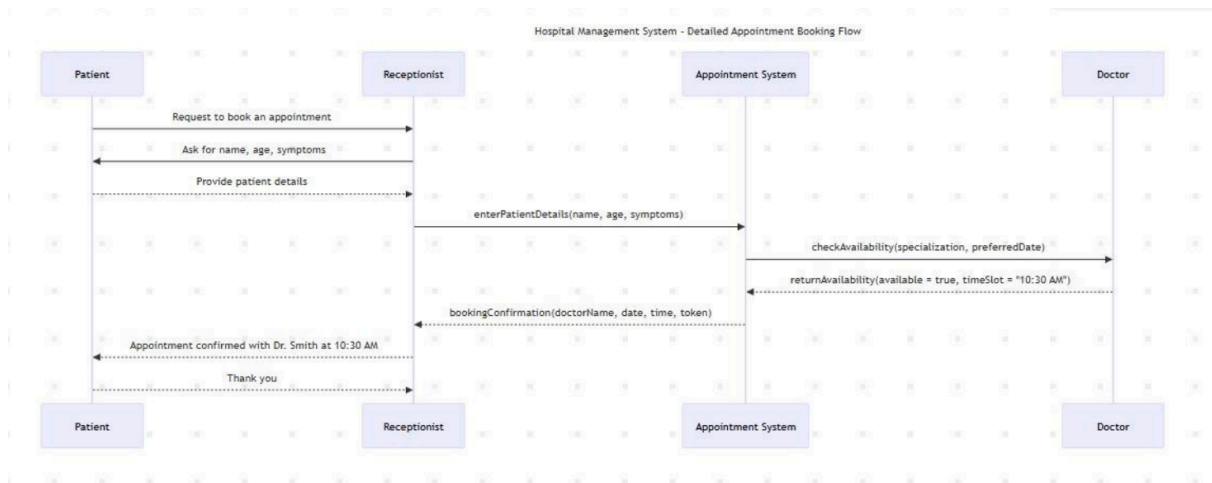 Hospital Management System - Detailed Appointment Booking Flow
Patient
Receptionist
Appointment System
Doctor
Request to book an appointment
Ask for name, age, symptoms
Provide patient details
enterPatientDetails(name, age, symptoms)
checkAvailability(specialization, preferredDate)
returnAvailability(available = true, timeSlot = "10:30 AM")
bookingConfirmation(doctorName, date, time, token)
Appointment confirmed with Dr. Smith at 10:30 AM
Thank you
Patient
Receptionist
Appointment System
Doctor